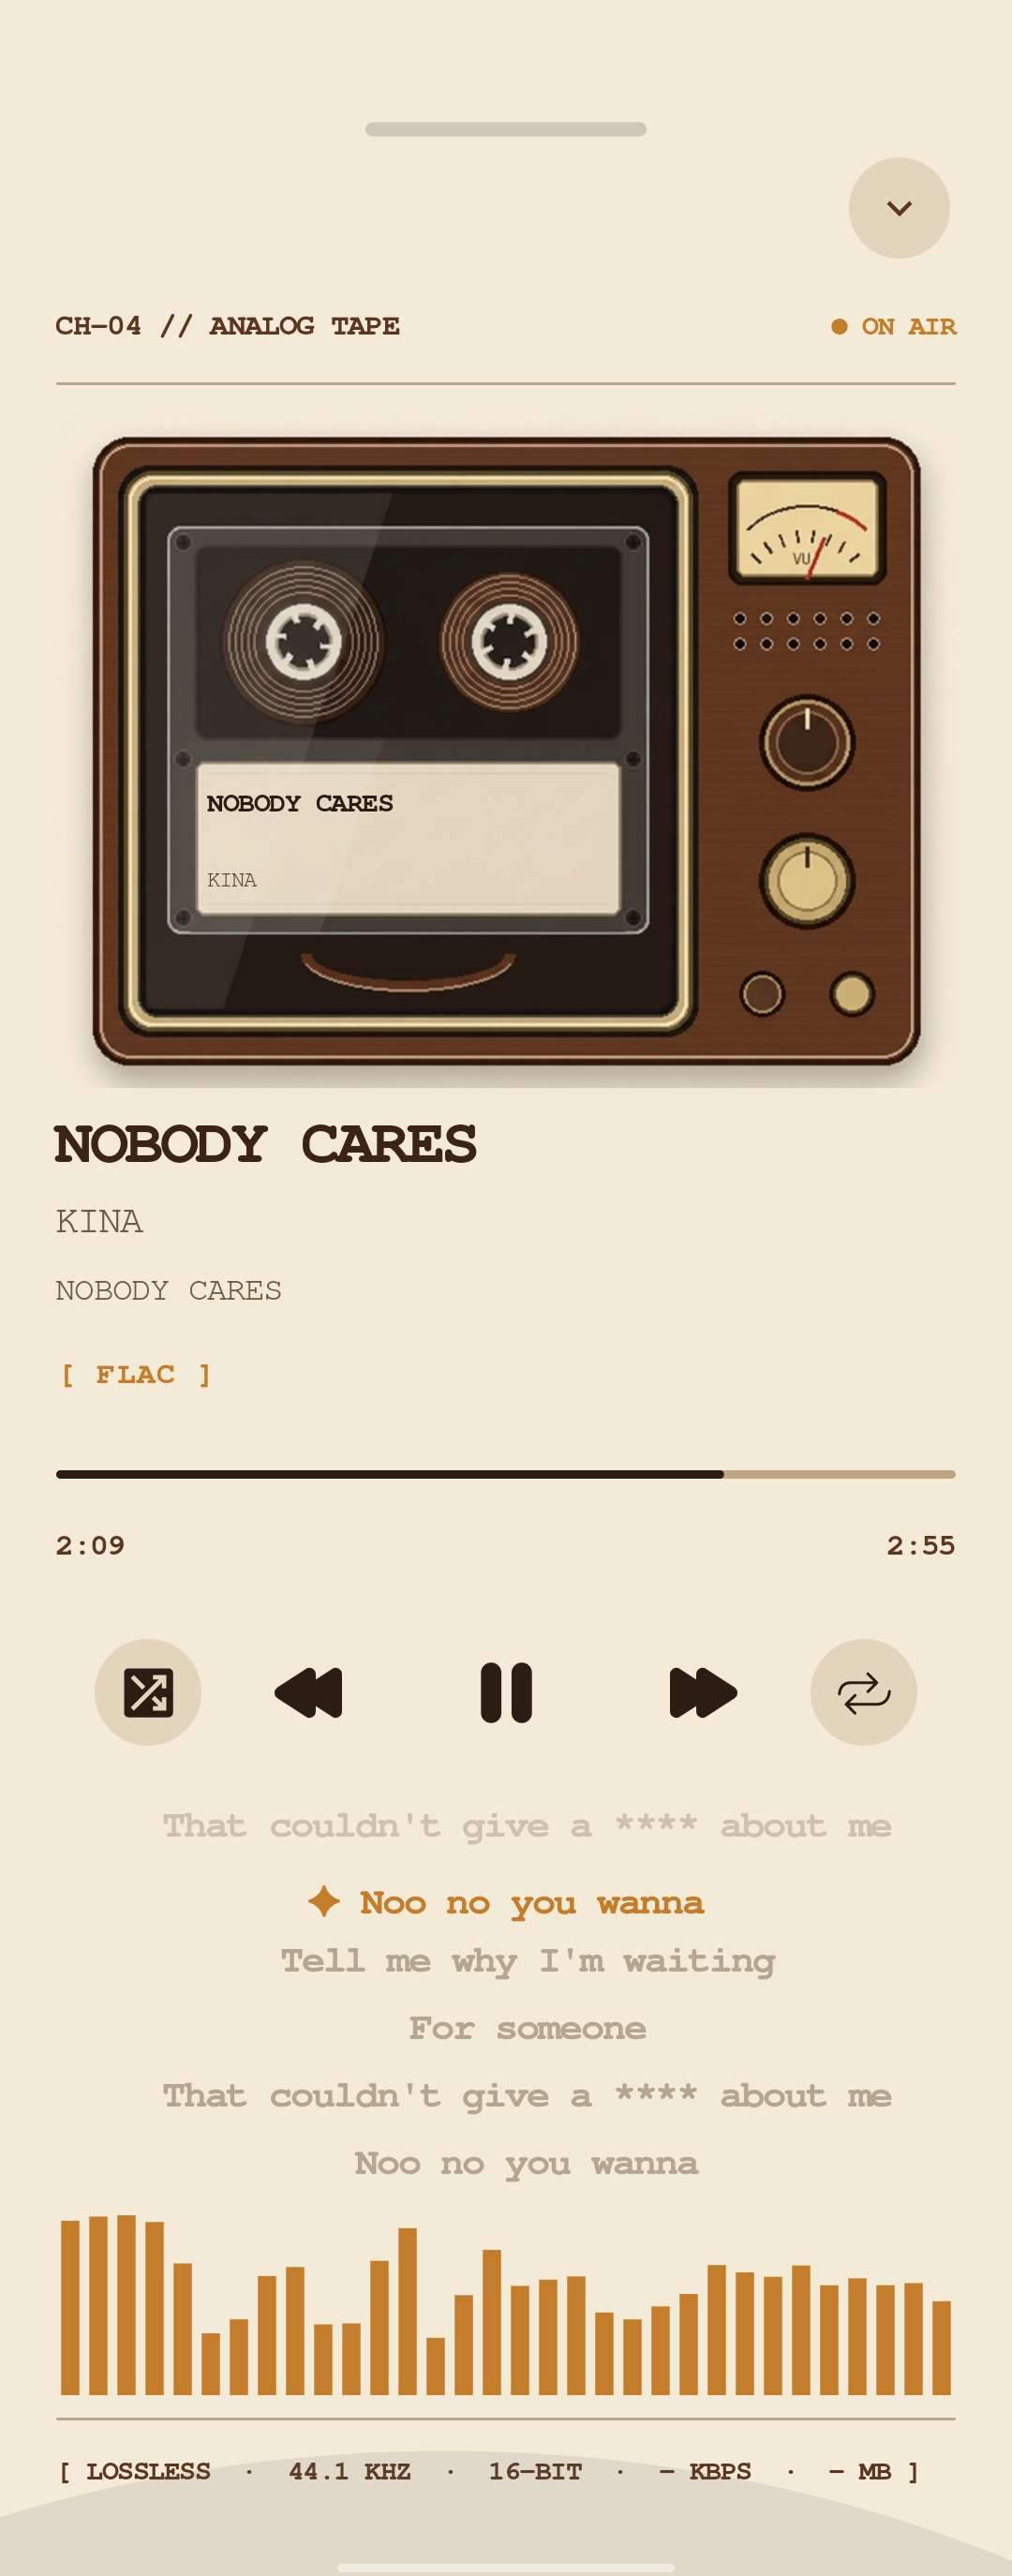 CH–04 // ANALOG TAPE
ON AIR
VU
NOBODY CARES
KINA
NOBODY CARES
KINA
NOBODY CARES
[ FLAC ]
2:09
2:55
That couldn't give a **** about me
✦ Noo no you wanna
Tell me why I'm waiting
For someone
That couldn't give a **** about me
Noo no you wanna
[ LOSSLESS · 44.1 KHZ · 16–BIT · – KBPS · – MB ]